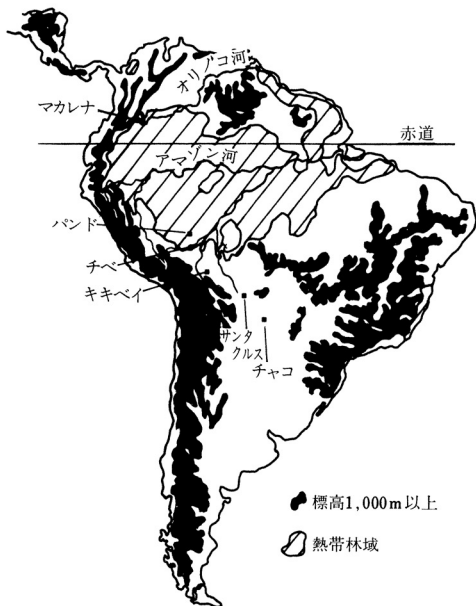 オリノコ河
マカレナ
赤道
アマゾン河
パンド
チベ
キキベイ
サンタ
クルス
チャコ
標高1,000m以上
熱帯林域